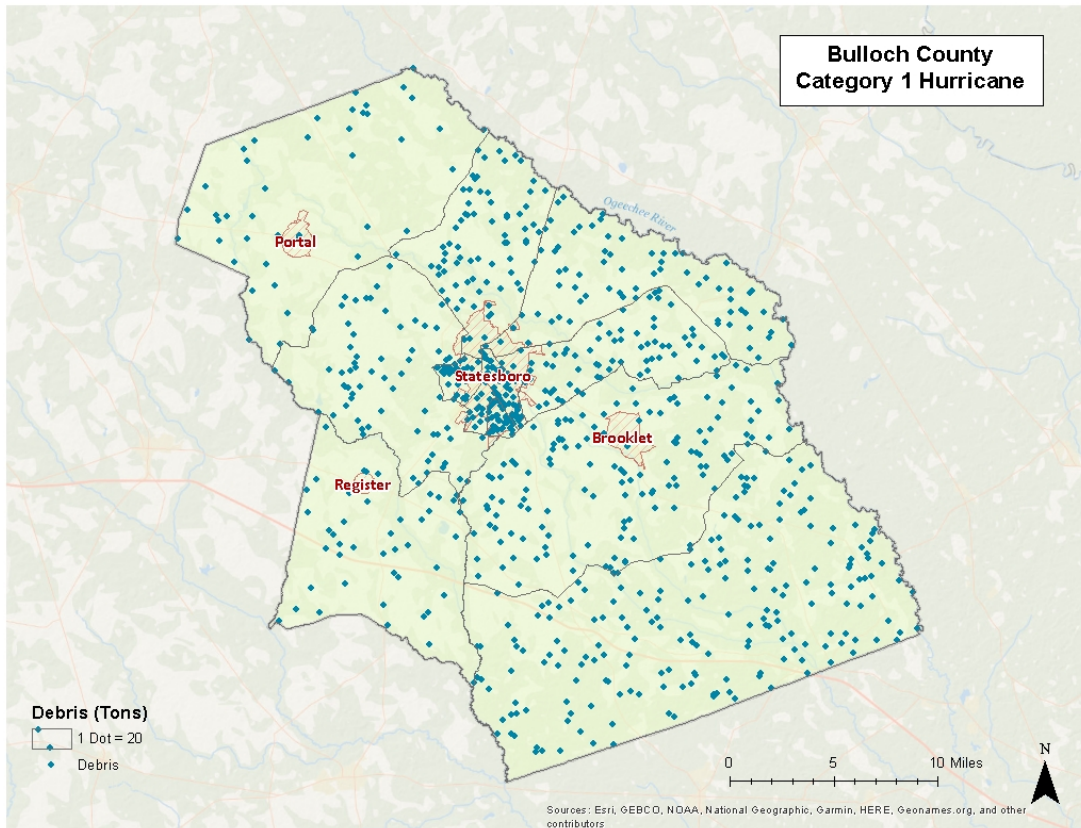 Bulloch County
Category 1 Hurricane
Ogeechee River
Portal
Statesboro
Brooklet
Register
Debris (Tons)
1 Dot = 20
Debris
0 5 10 Miles
N
Sources: Esri, GEBCO, NOAA, National Geographic, Garmin, HERE, Geonames.org, and other
contributors